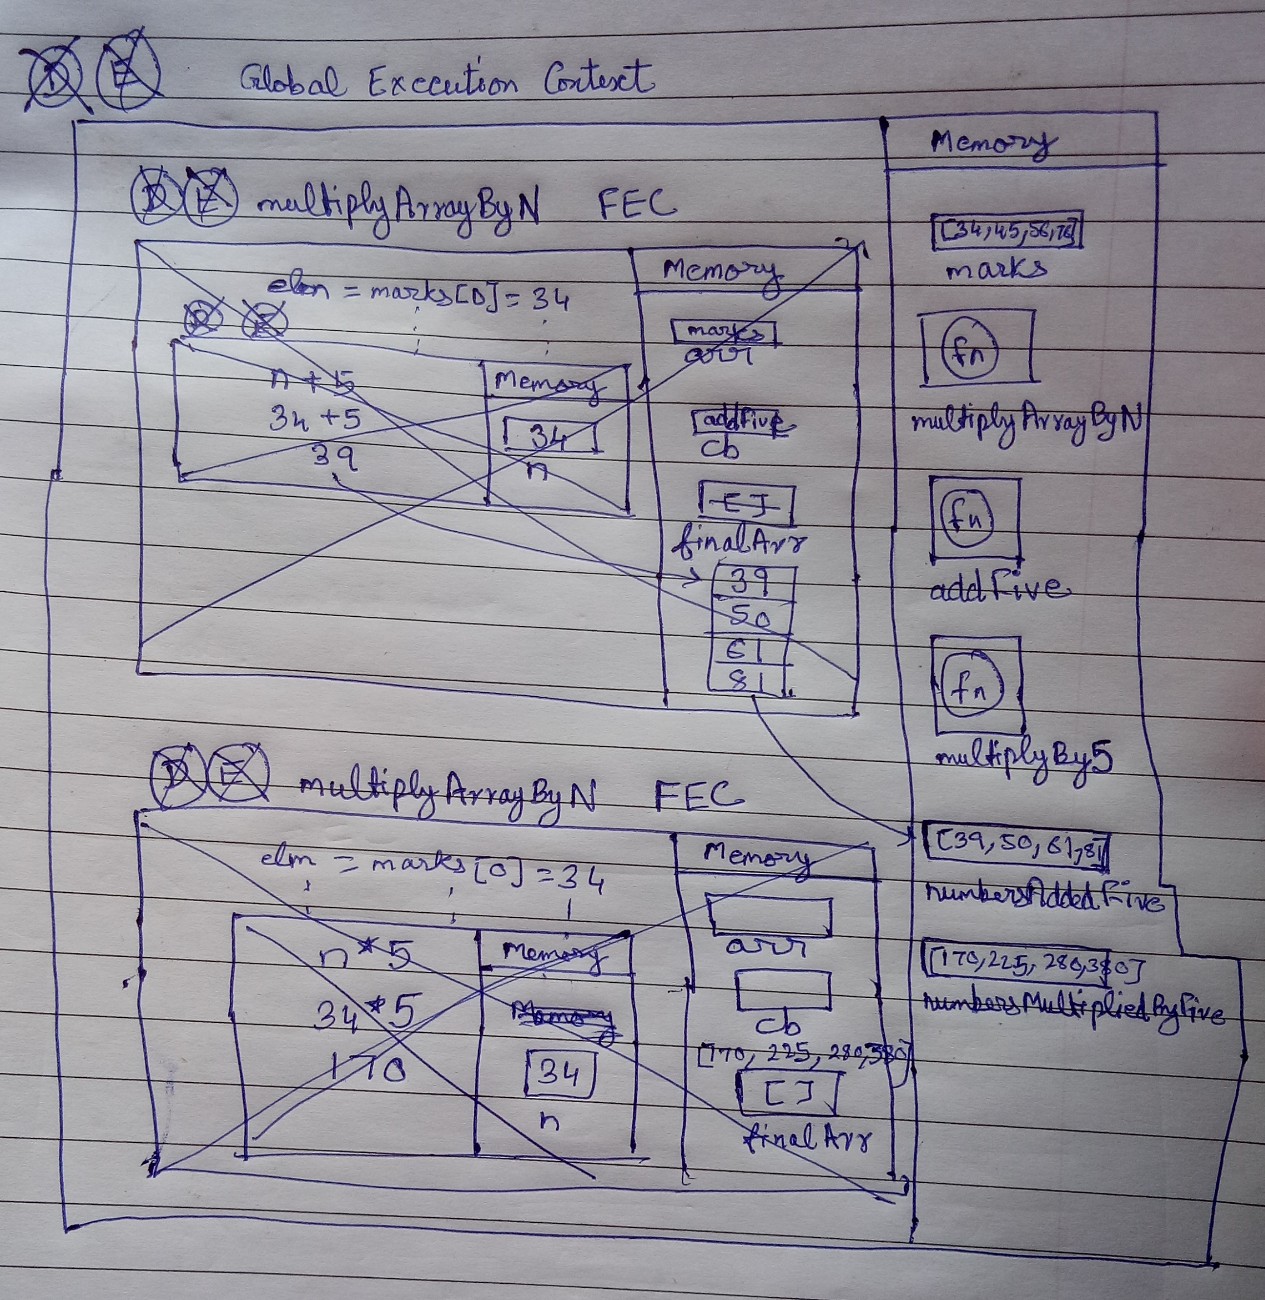 D E Global Execution Context
Memory
D E multiplyArrayByN FEC
[34,45,56,76]
marks
Memory
elem = marks[0] = 34
D E
marks
arr
fn
multiplyArrayByN
n + 5
Memory
34 + 5
34
addFive
cb
39
n
[]
finalArr
fn
addFive
39
50
61
81
fn
multiplyBy5
D E multiplyArrayByN FEC
[39, 50, 61, 81]
numbersAddedFive
Memory
elm = marks[0] = 34
arr
n*5
Memory
[170, 225, 280, 380]
numbersMultipliedByFive
34*5
Memory
cb
170
34
[170, 225, 280, 380]
[]
n
finalArr